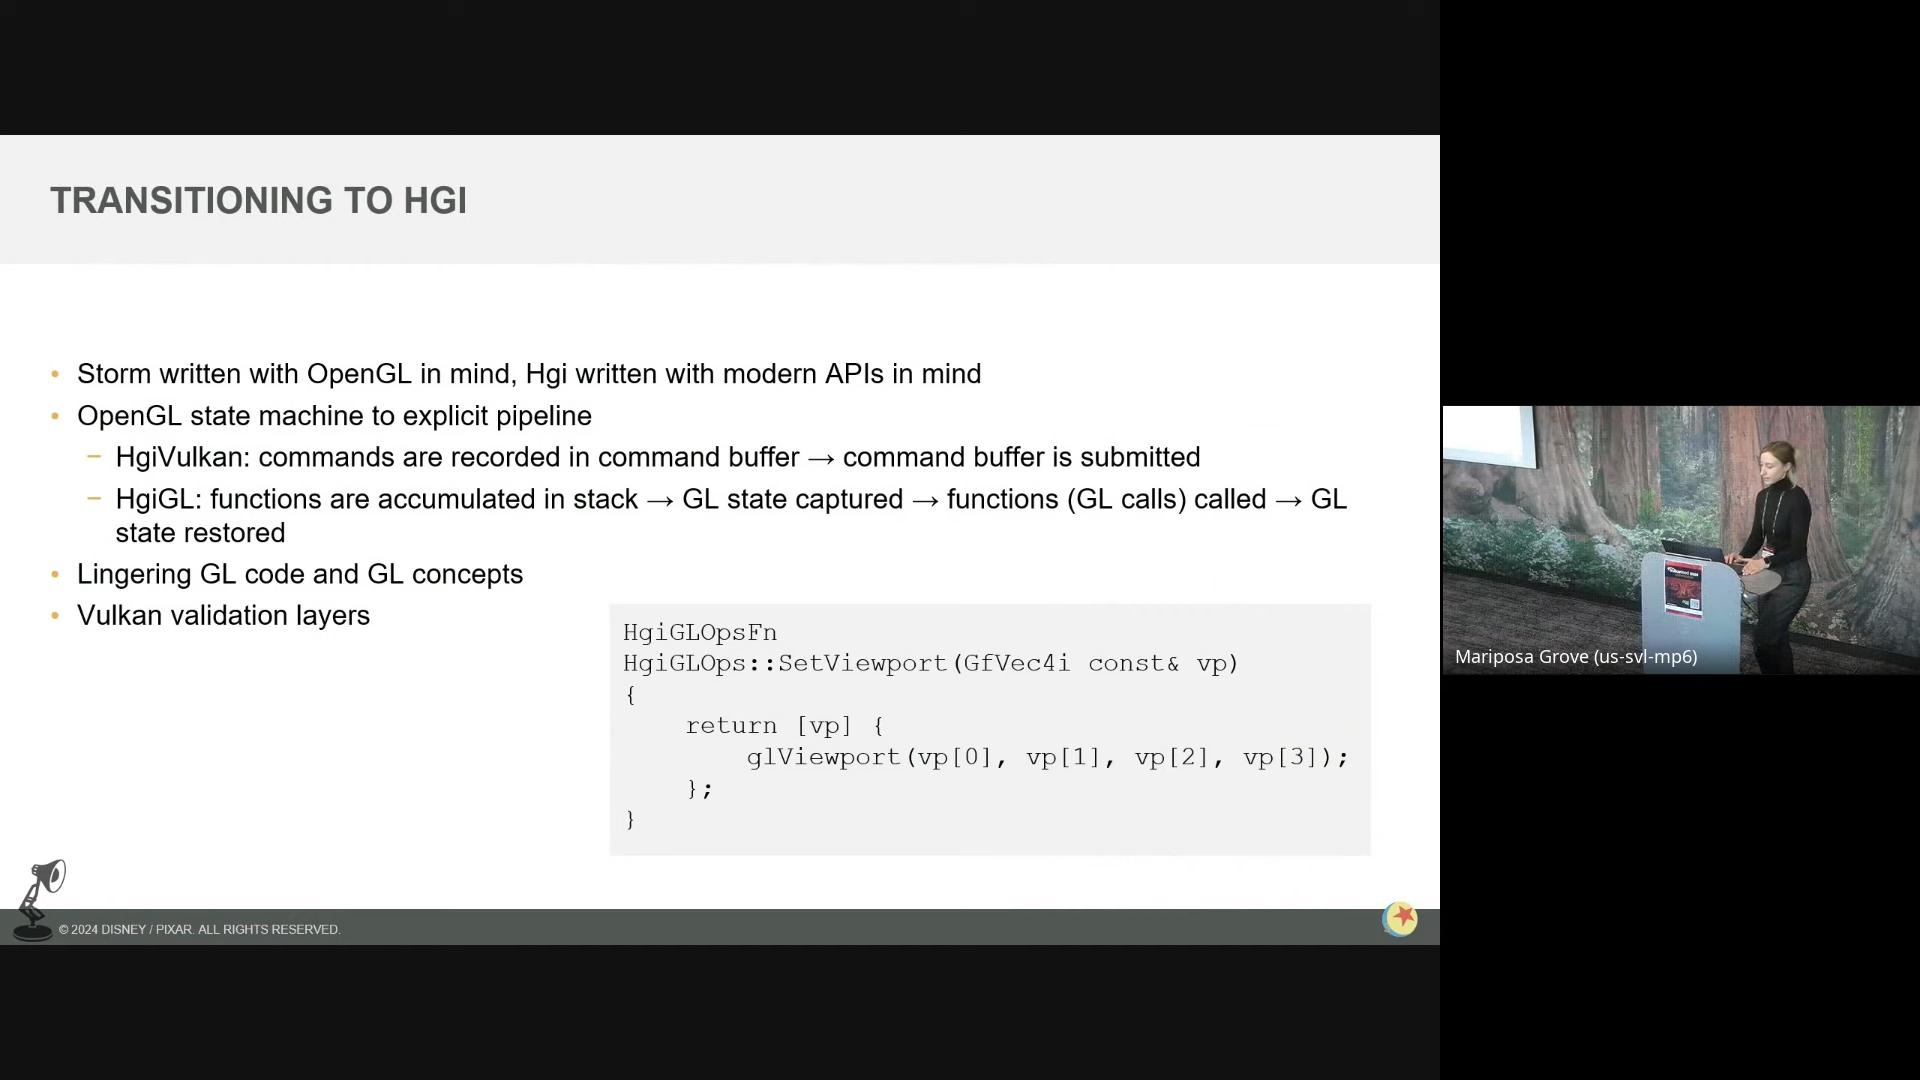 TRANSITIONING TO HGI
• Storm written with OpenGL in mind, Hgi written with modern APIs in mind
• OpenGL state machine to explicit pipeline
– HgiVulkan: commands are recorded in command buffer → command buffer is submitted
– HgiGL: functions are accumulated in stack → GL state captured → functions (GL calls) called → GL
state restored
• Lingering GL code and GL concepts
• Vulkan validation layers
HgiGLOpsFn
HgiGLOps::SetViewport(GfVec4i const& vp)
{
    return [vp] {
        glViewport(vp[0], vp[1], vp[2], vp[3]);
    };
}
© 2024 DISNEY / PIXAR. ALL RIGHTS RESERVED.
Mariposa Grove (us-svl-mp6)